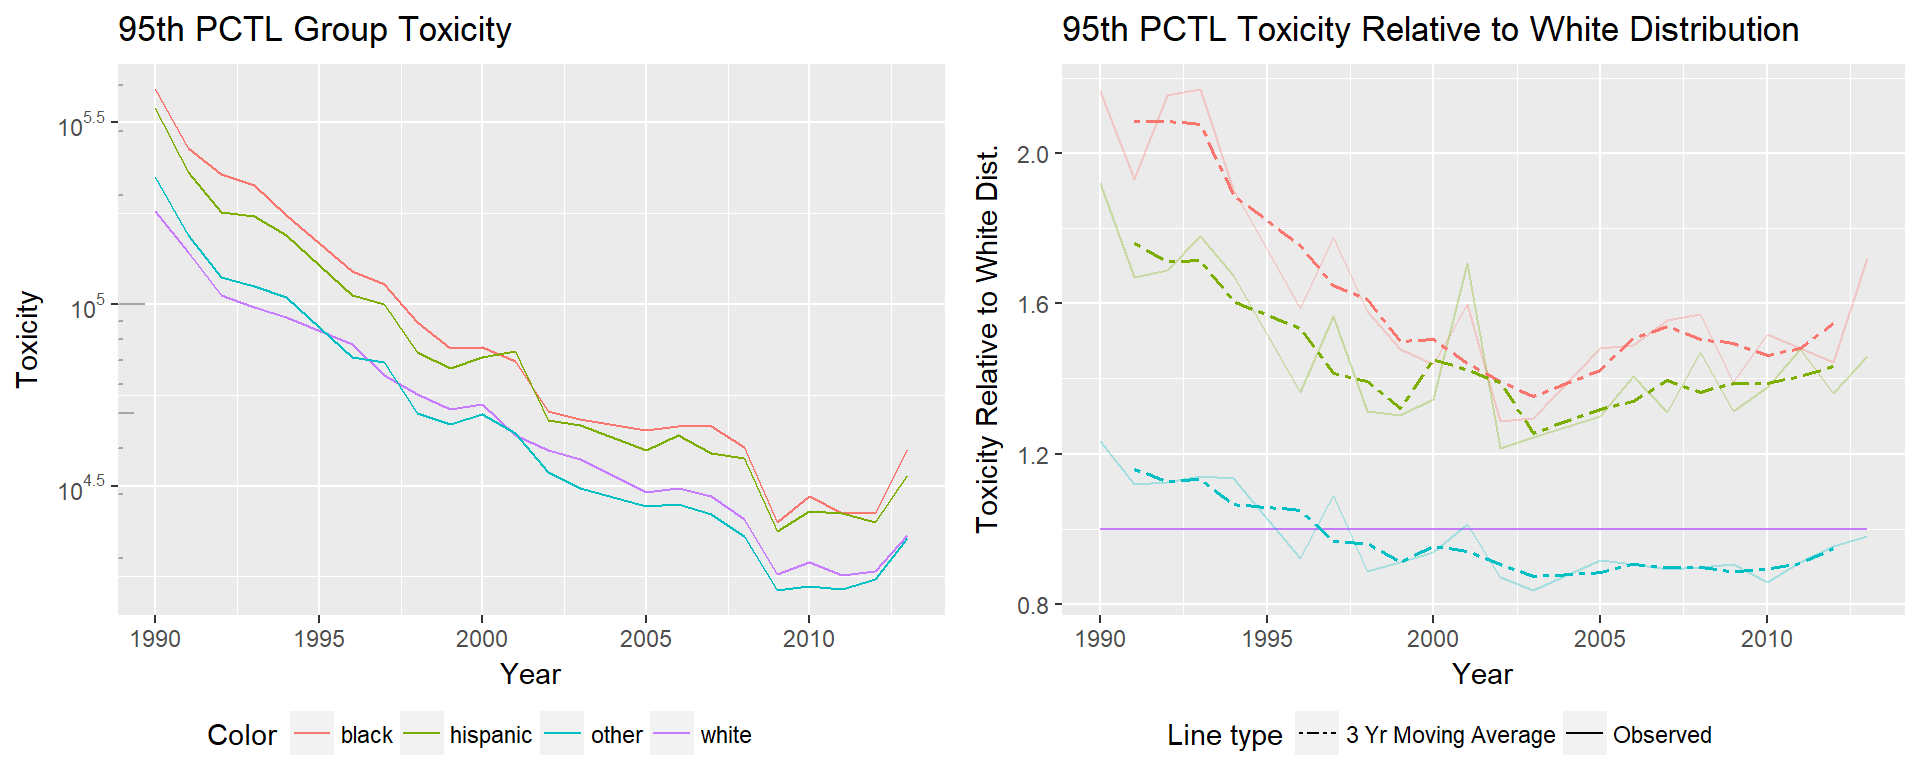 95th PCTL Group Toxicity
Toxicity
10^5.5
10^5
10^4.5
1990 1995 2000 2005 2010
Year
Color black hispanic other white
95th PCTL Toxicity Relative to White Distribution
Toxicity Relative to White Dist.
2.0
1.6
1.2
0.8
1990 1995 2000 2005 2010
Year
Line type 3 Yr Moving Average Observed